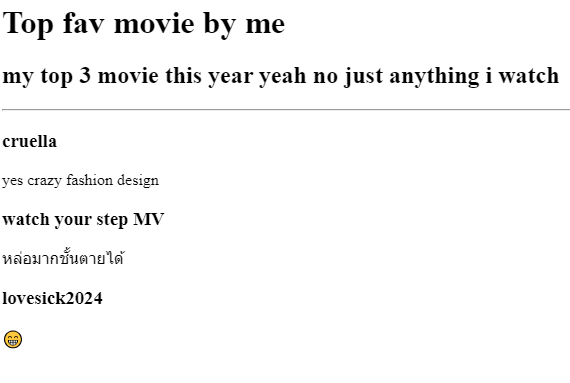 Top fav movie by me
my top 3 movie this year yeah no just anything i watch
cruella
yes crazy fashion design
watch your step MV
หล่อมากชั้นตายได้
lovesick2024
😁